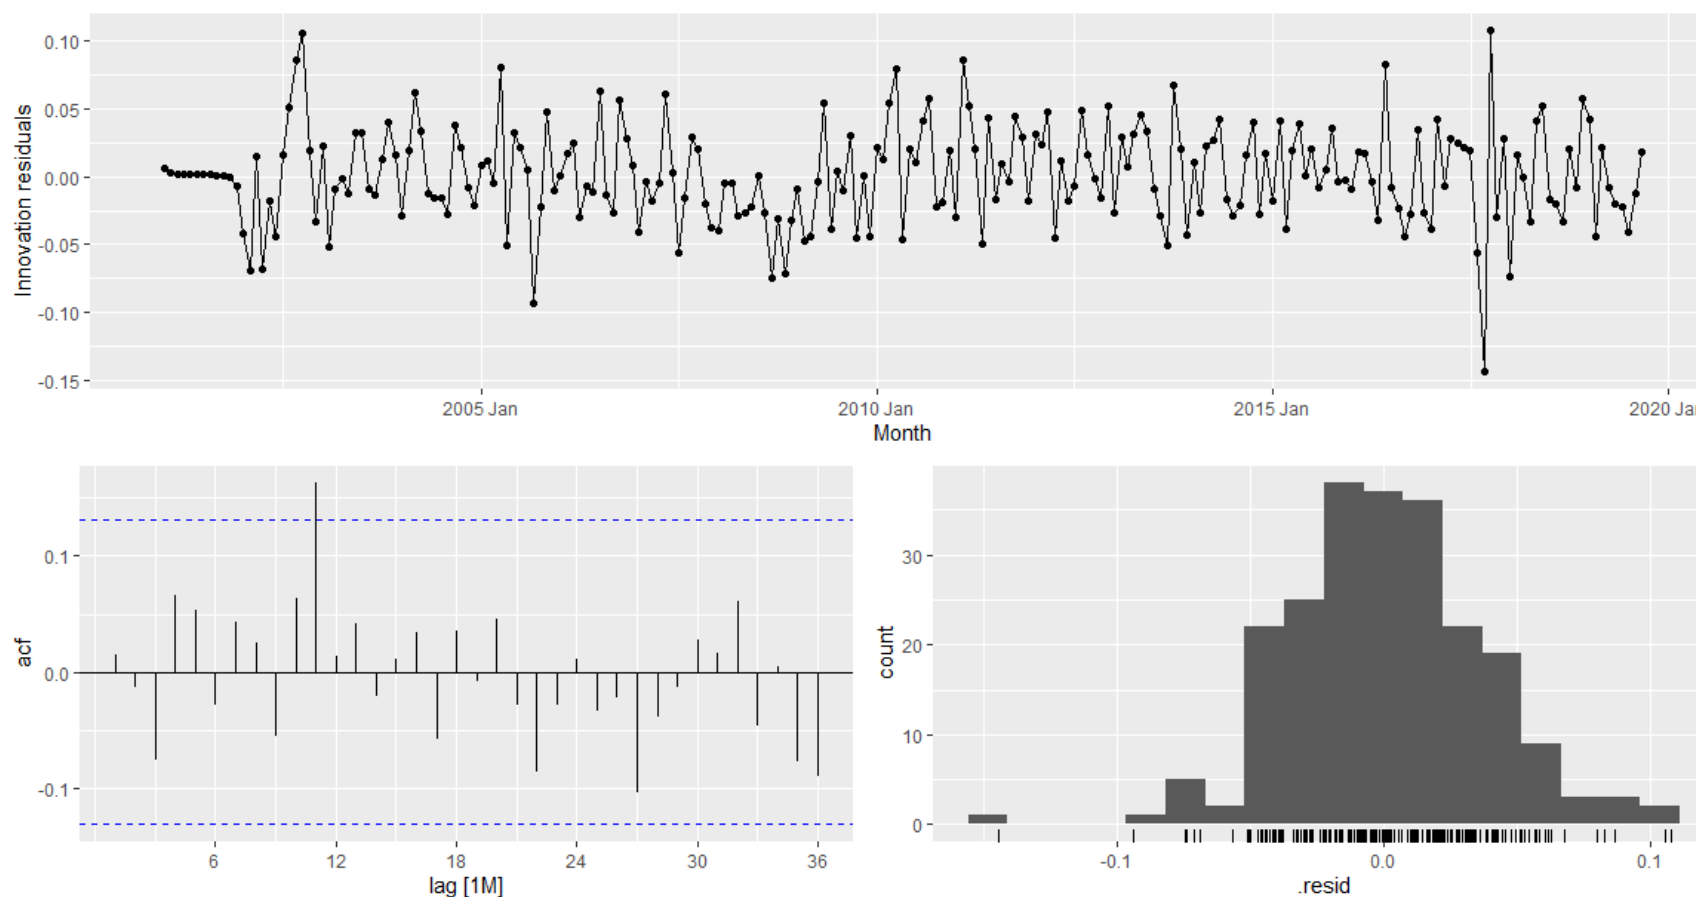 0.10
0.05
0.00
-0.05
-0.10
-0.15
Innovation residuals
2005 Jan 2010 Jan 2015 Jan 2020 Jan
Month
0.1
0.0
-0.1
acf
6 12 18 24 30 36
lag [1M]
30
20
10
0
count
-0.1 0.0 0.1
.resid